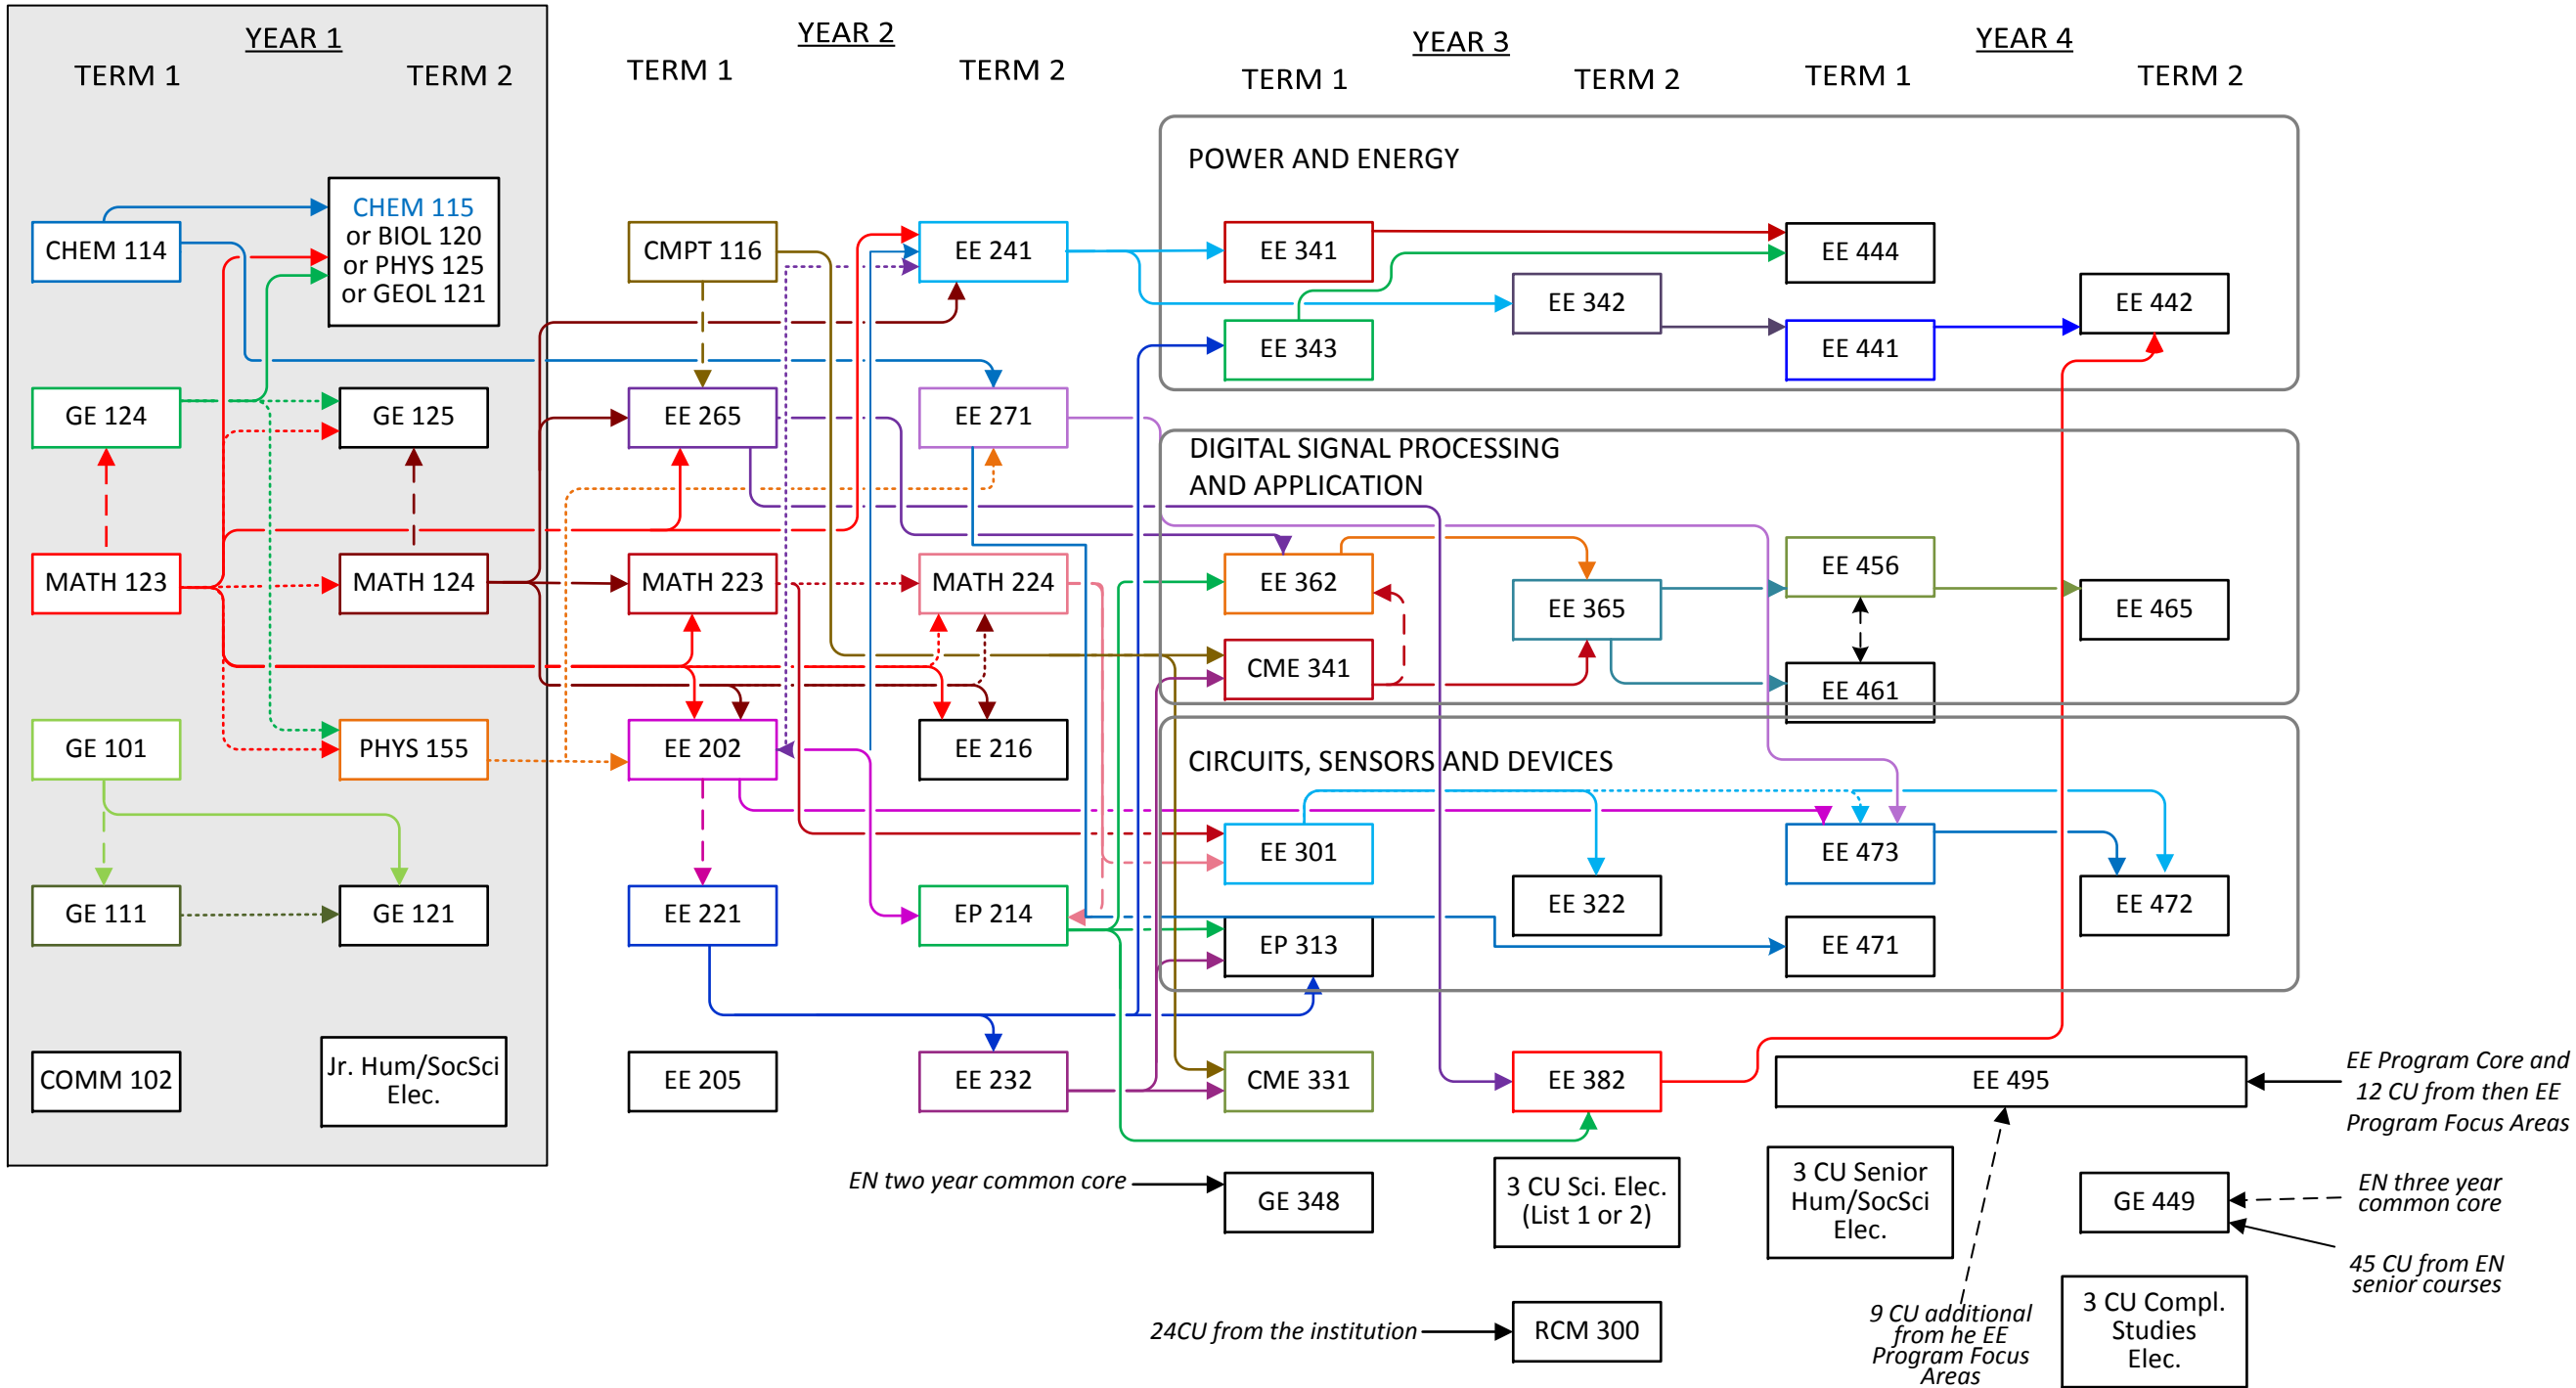 YEAR 1
YEAR 2
YEAR 3
YEAR 4
TERM 1
TERM 2
TERM 1
TERM 2
TERM 1
TERM 2
TERM 1
TERM 2
POWER AND ENERGY
CHEM 114
CHEM 115
or BIOL 120
or PHYS 125
or GEOL 121
CMPT 116
EE 241
EE 341
EE 444
EE 342
EE 442
EE 343
EE 441
GE 124
GE 125
EE 265
EE 271
DIGITAL SIGNAL PROCESSING
AND APPLICATION
MATH 123
MATH 124
MATH 223
MATH 224
EE 362
EE 365
EE 456
EE 465
CME 341
EE 461
GE 101
PHYS 155
EE 202
EE 216
CIRCUITS, SENSORS AND DEVICES
EE 301
EE 473
GE 111
GE 121
EE 221
EP 214
EE 322
EE 472
EP 313
EE 471
COMM 102
Jr. Hum/SocSci
Elec.
EE 205
EE 232
CME 331
EE 382
EE 495
EE Program Core and
12 CU from then EE
Program Focus Areas
EN two year common core
GE 348
3 CU Sci. Elec.
(List 1 or 2)
3 CU Senior
Hum/SocSci
Elec.
GE 449
EN three year
common core
45 CU from EN
senior courses
24CU from the institution
RCM 300
9 CU additional
from he EE
Program Focus
Areas
3 CU Compl.
Studies
Elec.